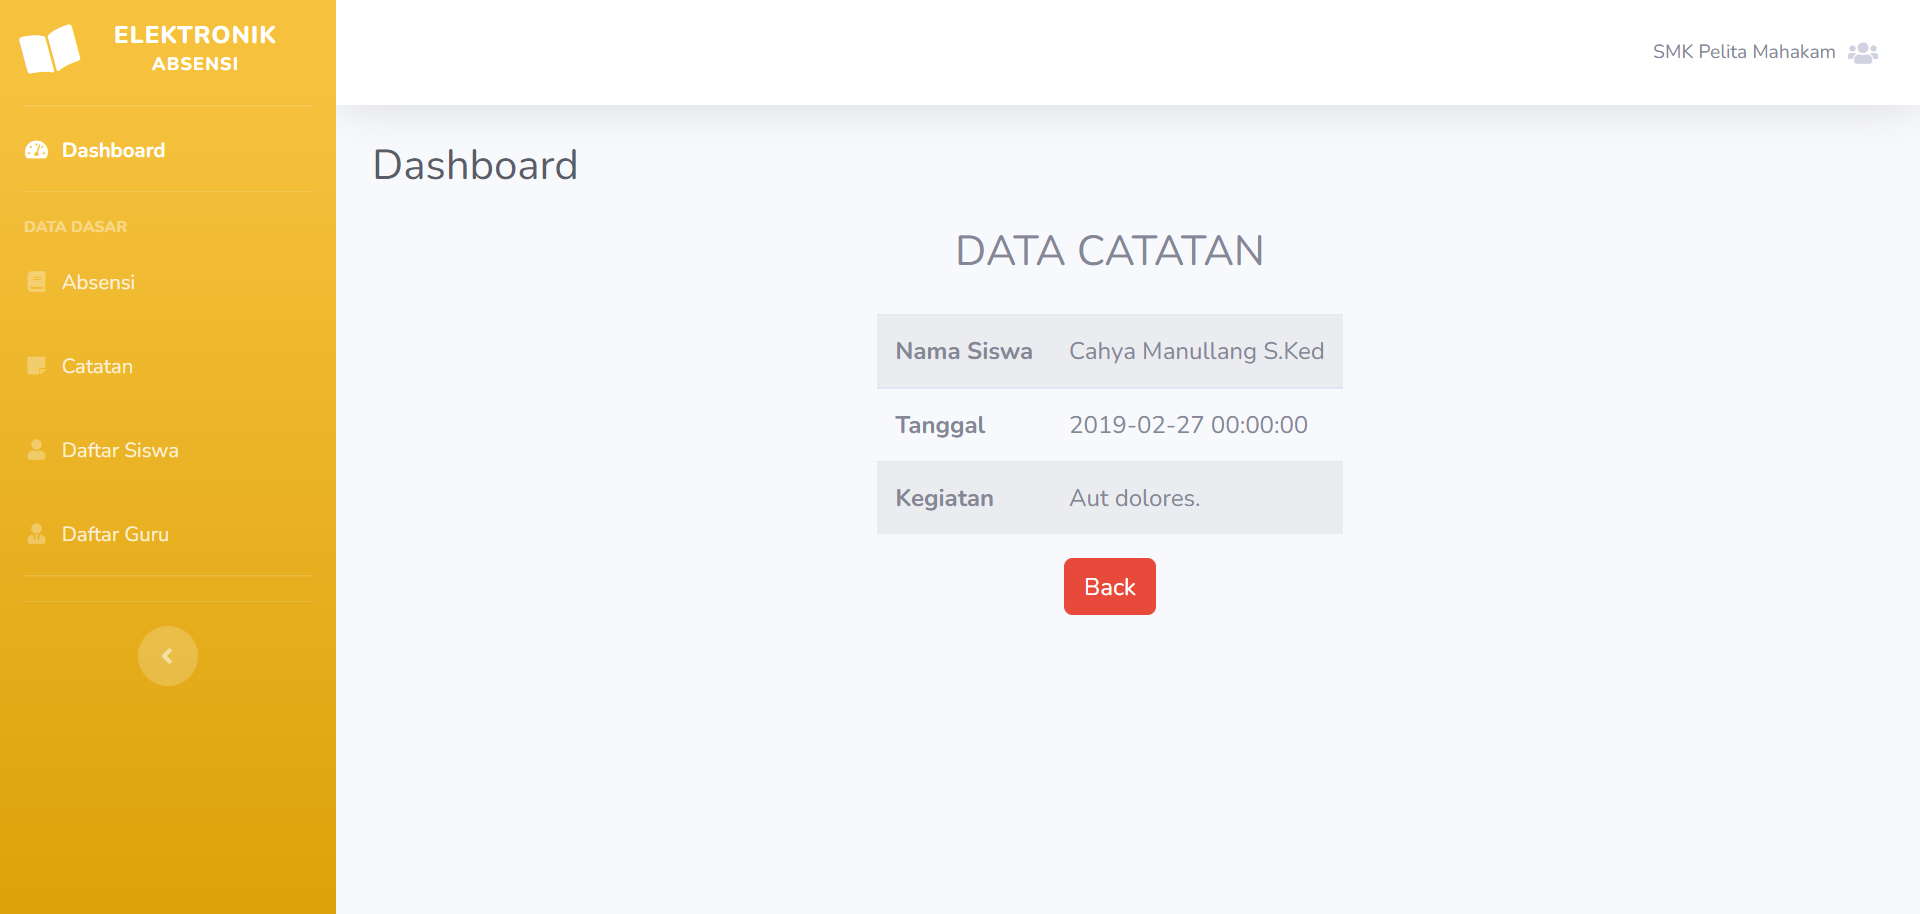 ELEKTRONIK
ABSENSI
SMK Pelita Mahakam
Dashboard
DATA DASAR
Absensi
Catatan
Daftar Siswa
Daftar Guru
Dashboard
DATA CATATAN
Nama Siswa Cahya Manullang S.Ked
Tanggal 2019-02-27 00:00:00
Kegiatan Aut dolores.
Back